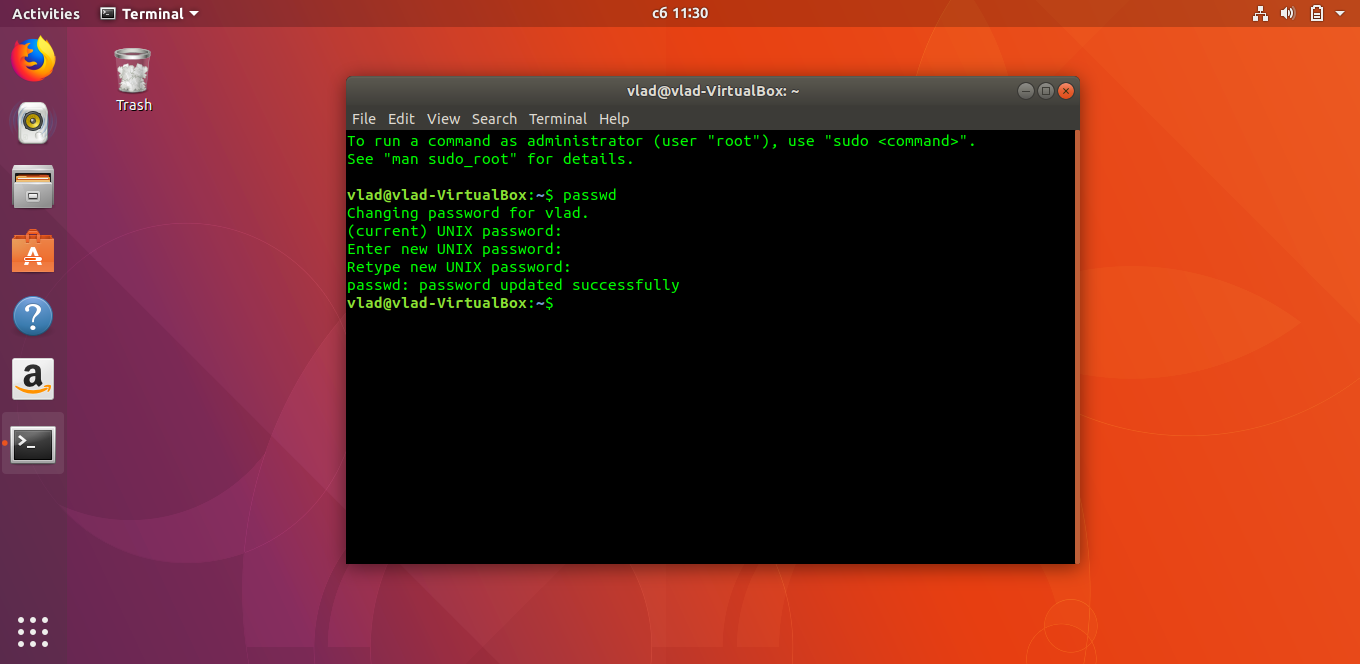 Activities Terminal сб 11:30
Trash
vlad@vlad-VirtualBox: ~
File Edit View Search Terminal Help
To run a command as administrator (user "root"), use "sudo <command>".
See "man sudo_root" for details.
vlad@vlad-VirtualBox:~$ passwd
Changing password for vlad.
(current) UNIX password:
Enter new UNIX password:
Retype new UNIX password:
passwd: password updated successfully
vlad@vlad-VirtualBox:~$